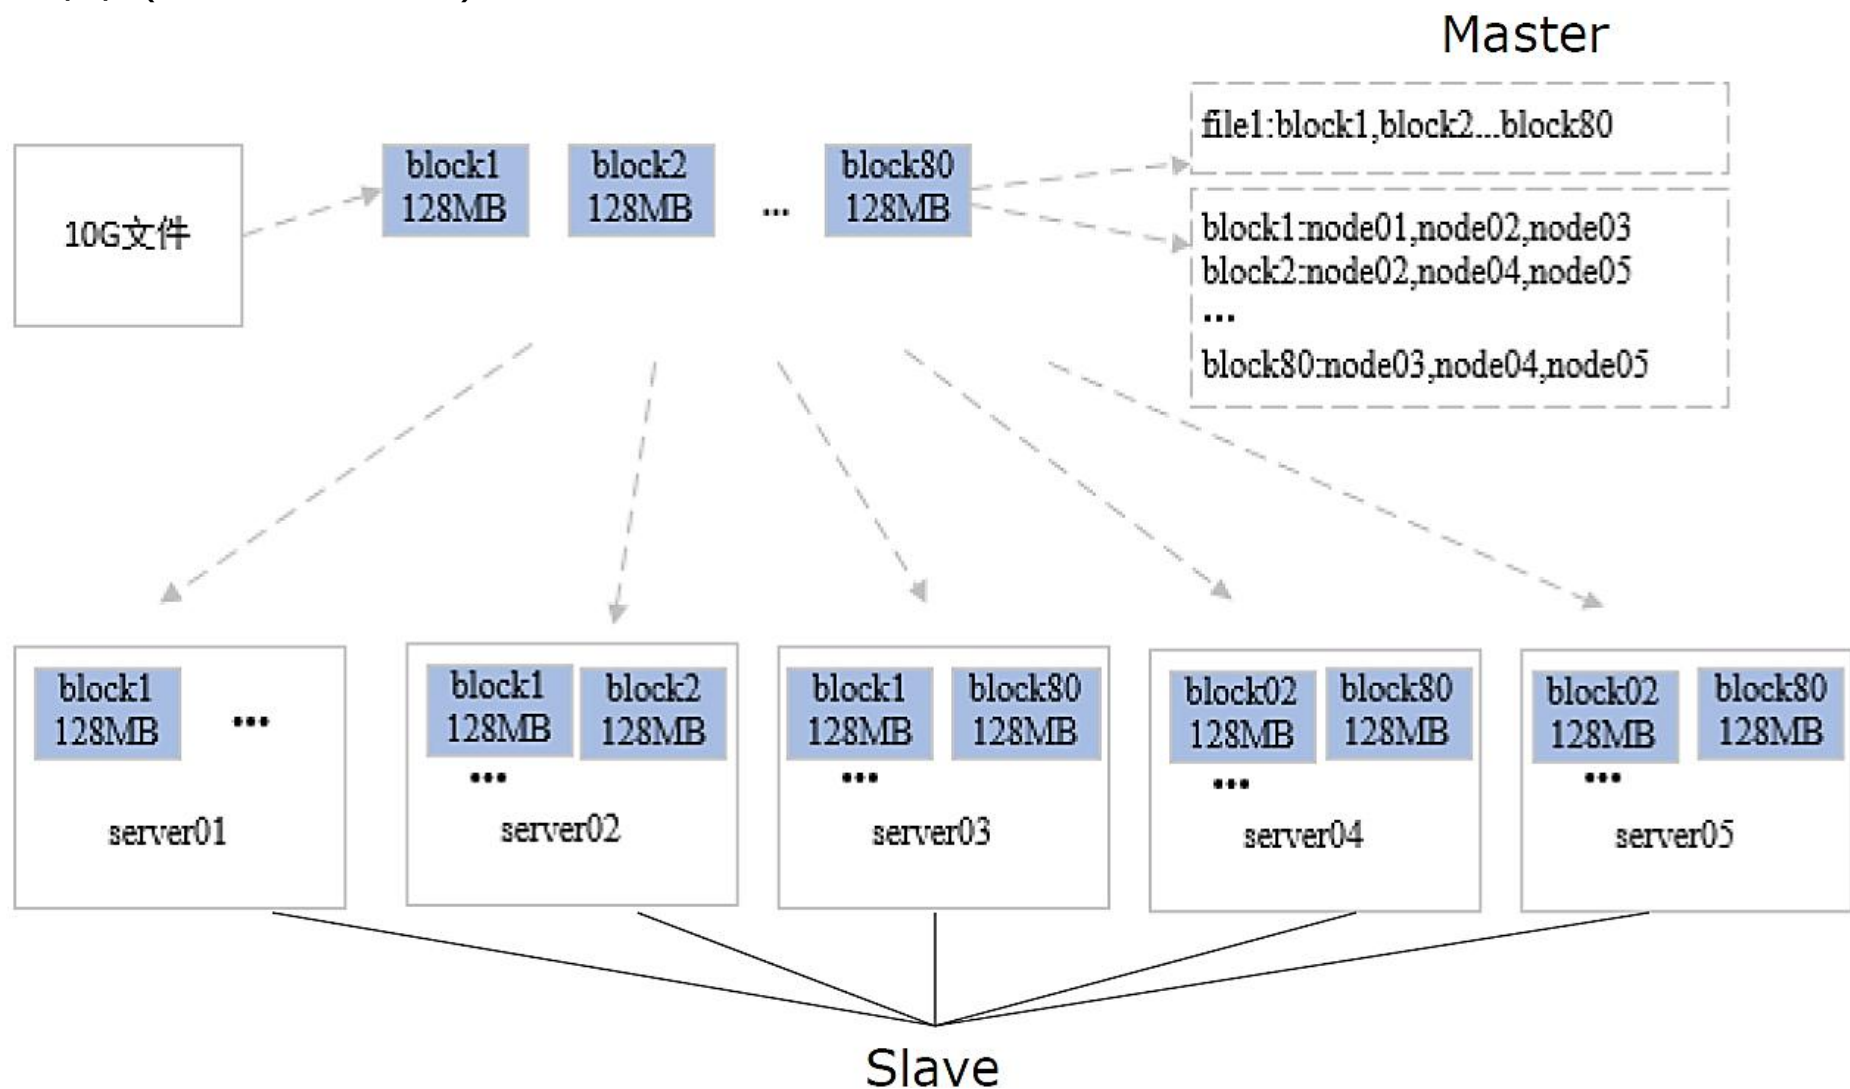 Master
file1:block1,block2...block80
10G文件
block1
128MB
block2
128MB
...
block80
128MB
block1:node01,node02,node03
block2:node02,node04,node05
...
block80:node03,node04,node05
block1
128MB
...
server01
block1
128MB
block2
128MB
...
server02
block1
128MB
block80
128MB
...
server03
block02
128MB
block80
128MB
...
server04
block02
128MB
block80
128MB
...
server05
Slave